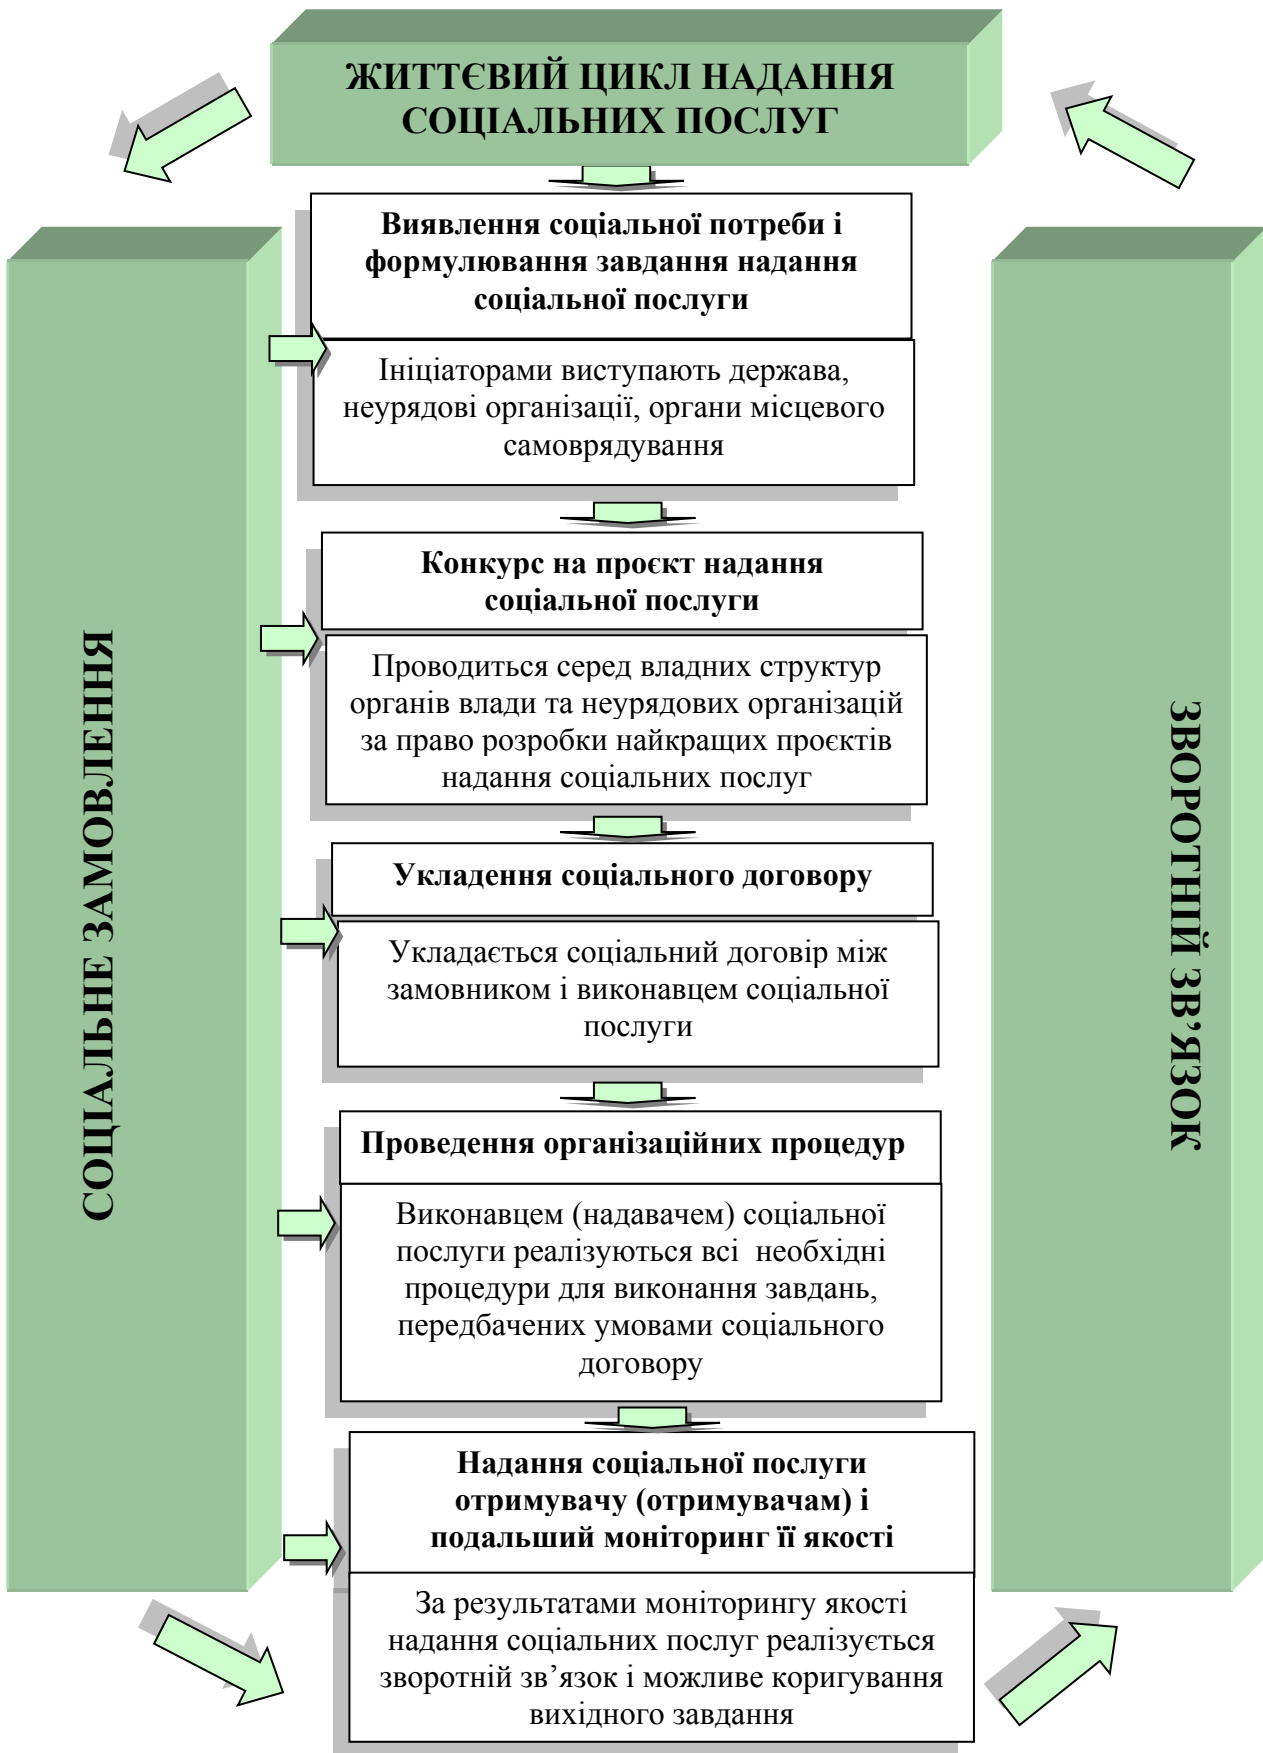 ЖИТТЄВИЙ ЦИКЛ НАДАННЯ
СОЦІАЛЬНИХ ПОСЛУГ
СОЦІАЛЬНЕ ЗАМОВЛЕННЯ
Виявлення соціальної потреби і
формулювання завдання надання
соціальної послуги
Ініціаторами виступають держава,
неурядові організації, органи місцевого
самоврядування
Конкурс на проєкт надання
соціальної послуги
Проводиться серед владних структур
органів влади та неурядових організацій
за право розробки найкращих проєктів
надання соціальних послуг
Укладення соціального договору
Укладається соціальний договір між
замовником і виконавцем соціальної
послуги
Проведення організаційних процедур
Виконавцем (надавачем) соціальної
послуги реалізуються всі  необхідні
процедури для виконання завдань,
передбачених умовами соціального
договору
Надання соціальної послуги
отримувачу (отримувачам) і
подальший моніторинг її якості
За результатами моніторингу якості
надання соціальних послуг реалізується
зворотній зв’язок і можливе коригування
вихідного завдання
ЗВОРОТНІЙ ЗВ’ЯЗОК